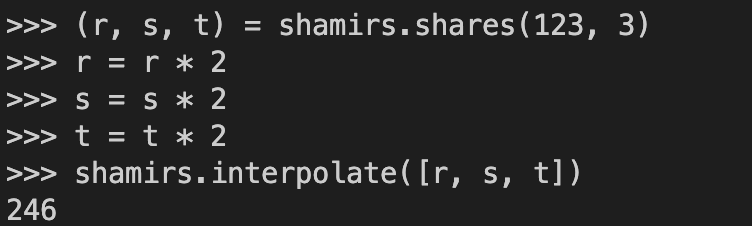 >>> (r, s, t) = shamirs.shares(123, 3)
>>> r = r * 2
>>> s = s * 2
>>> t = t * 2
>>> shamirs.interpolate([r, s, t])
246